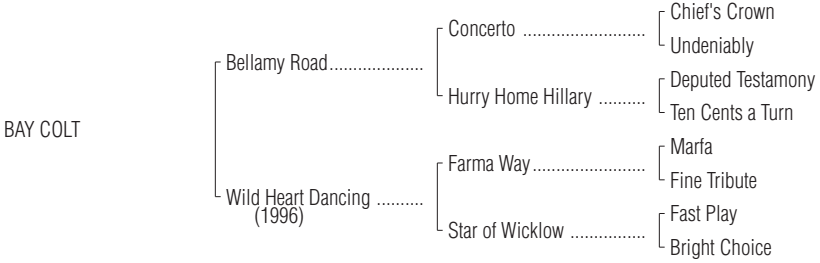 Chief's Crown
Concerto ..........................
Undeniably
Bellamy Road....................
Deputed Testamony
Hurry Home Hillary ..........
Ten Cents a Turn
BAY COLT
Marfa
Farma Way........................
Fine Tribute
Wild Heart Dancing ..........
(1996)
Fast Play
Star of Wicklow ................
Bright Choice